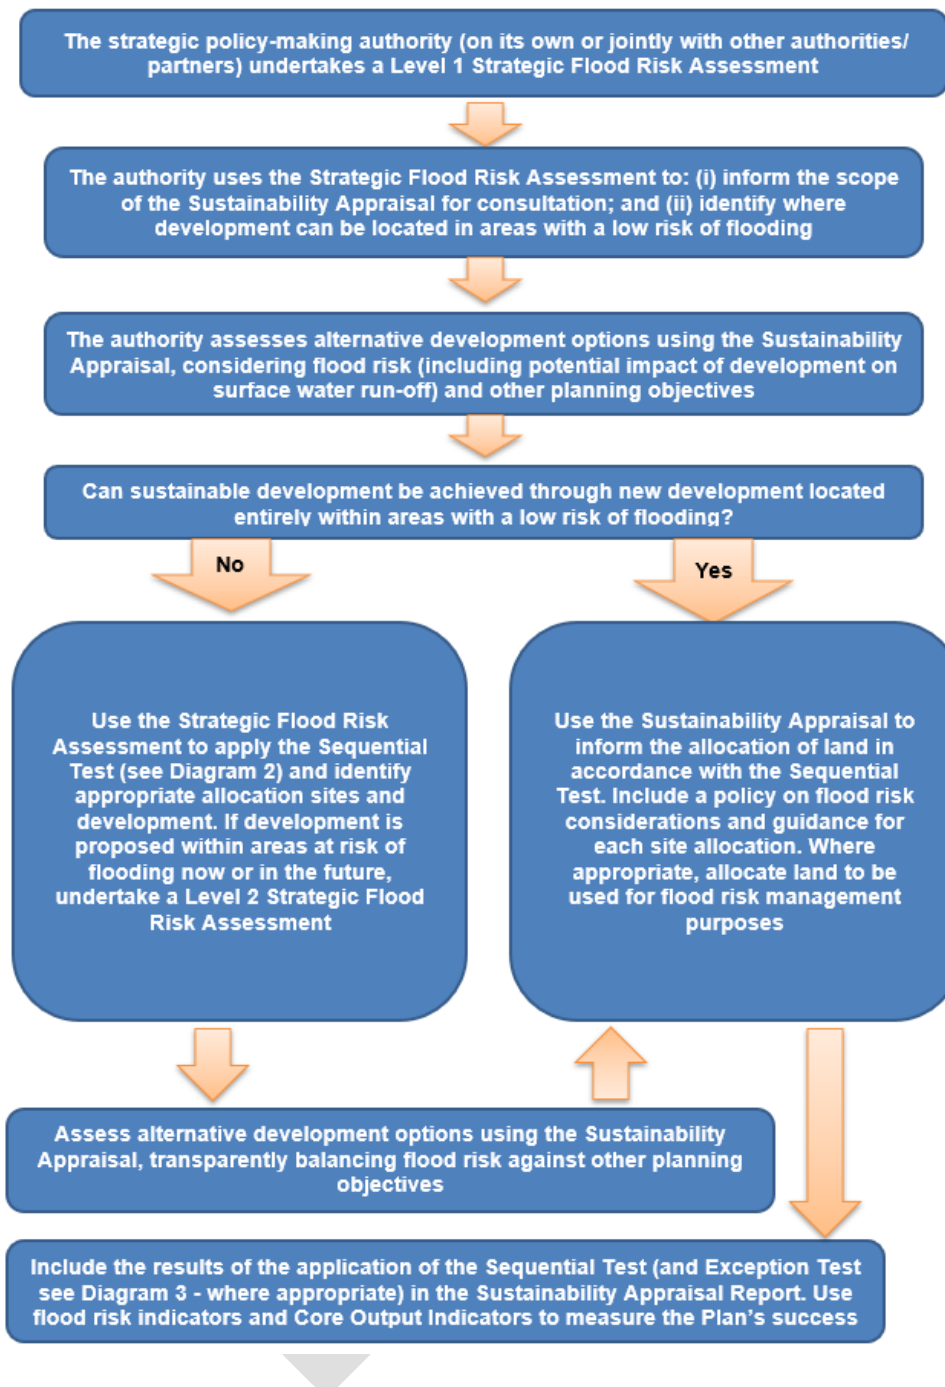 The strategic policy-making authority (on its own or jointly with other authorities/
partners) undertakes a Level 1 Strategic Flood Risk Assessment
The authority uses the Strategic Flood Risk Assessment to: (i) inform the scope
of the Sustainability Appraisal for consultation; and (ii) identify where
development can be located in areas with a low risk of flooding
The authority assesses alternative development options using the Sustainability
Appraisal, considering flood risk (including potential impact of development on
surface water run-off) and other planning objectives
Can sustainable development be achieved through new development located
entirely within areas with a low risk of flooding?
No
Yes
Use the Strategic Flood Risk
Assessment to apply the Sequential
Test (see Diagram 2) and identify
appropriate allocation sites and
development. If development is
proposed within areas at risk of
flooding now or in the future,
undertake a Level 2 Strategic Flood
Risk Assessment
Use the Sustainability Appraisal to
inform the allocation of land in
accordance with the Sequential
Test. Include a policy on flood risk
considerations and guidance for
each site allocation. Where
appropriate, allocate land to be
used for flood risk management
purposes
Assess alternative development options using the Sustainability
Appraisal, transparently balancing flood risk against other planning
objectives
Include the results of the application of the Sequential Test (and Exception Test
see Diagram 3 - where appropriate) in the Sustainability Appraisal Report. Use
flood risk indicators and Core Output Indicators to measure the Plan's success